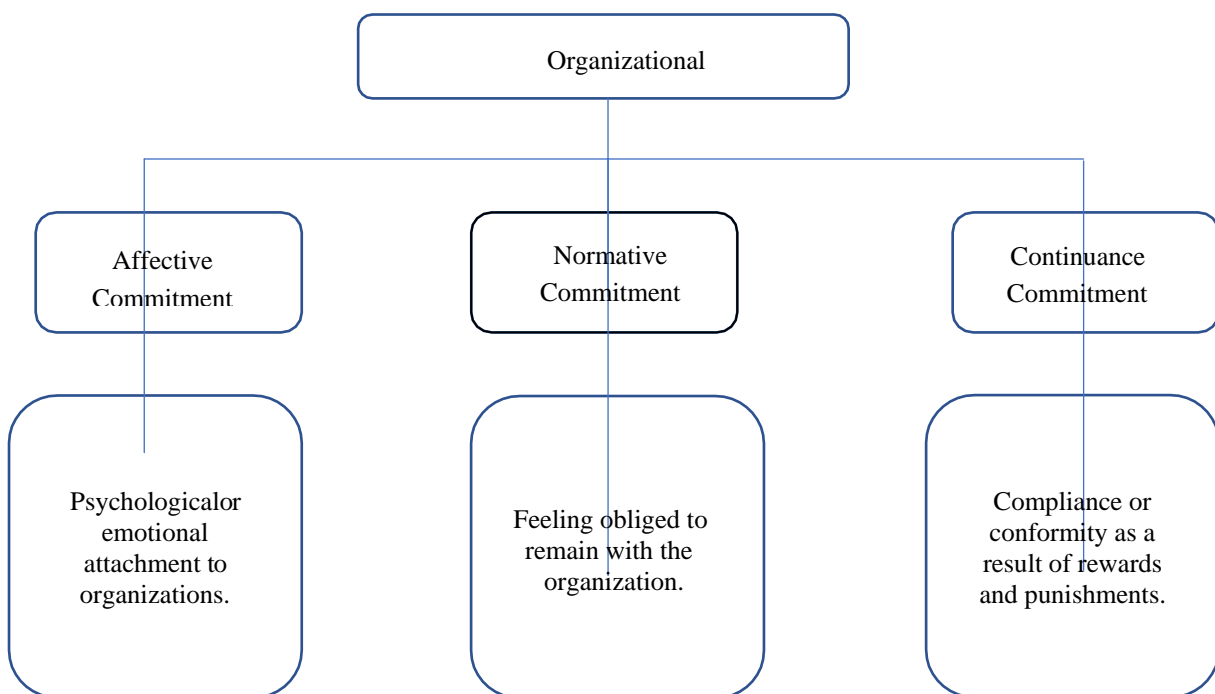 Organizational
Affective
Commitment
Normative
Commitment
Continuance
Commitment
Psychologicalor
emotional
attachment to
organizations.
Feeling obliged to
remain with the
organization.
Compliance or
conformity as a
result of rewards
and punishments.